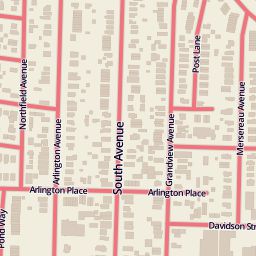 Post Lane
Northfield Avenue
Arlington Avenue
South Avenue
Grandview Avenue
Mersereau Avenue
Arlington Place
Arlington Place
Pond Way
Davidson Str